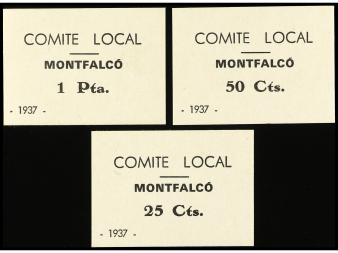 COMITE LOCAL
MONTFALCÓ
1 Pta.
- 1937 -
COMITE LOCAL
MONTFALCÓ
50 Cts.
- 1937 -
COMITE LOCAL
MONTFALCÓ
25 Cts.
- 1937 -